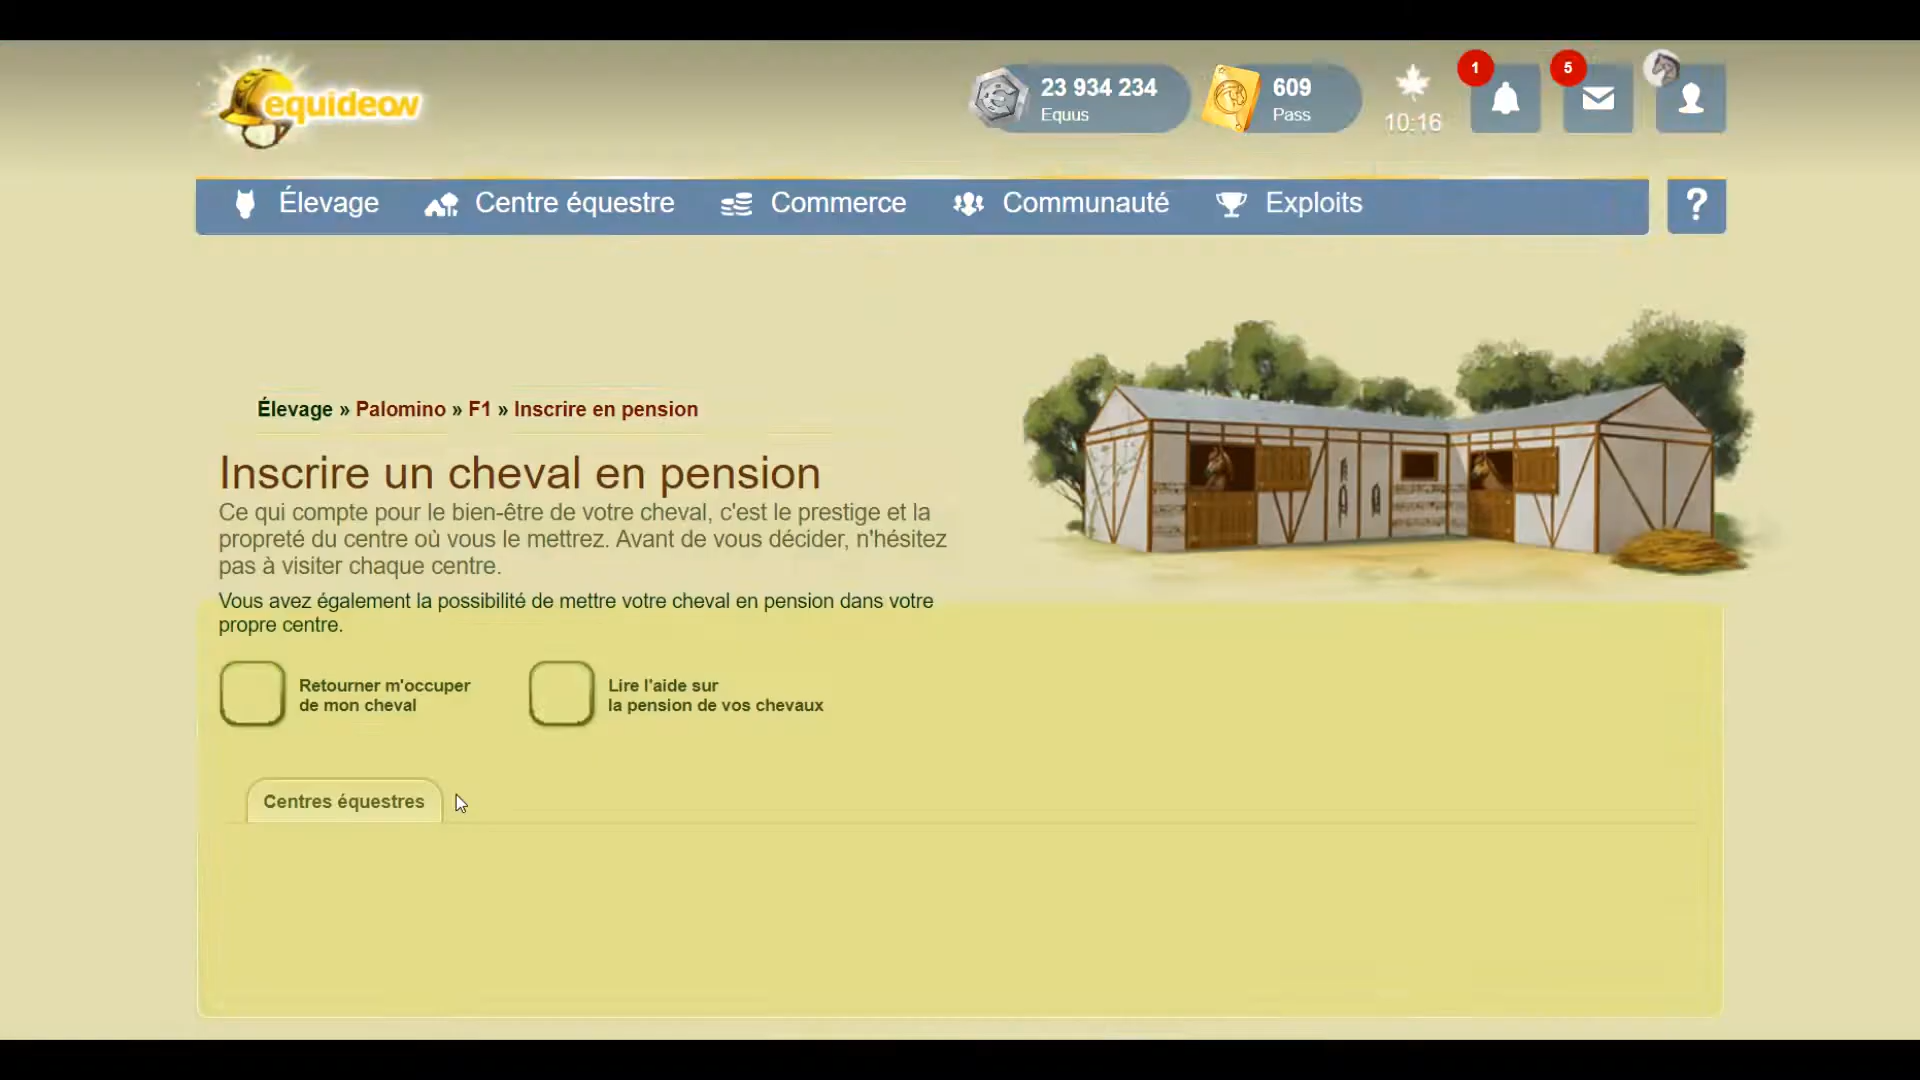 equideow
23 934 234
Equus
609
Pass
10:16
1
5
Élevage
Centre équestre
Commerce
Communauté
Exploits
?
Élevage » Palomino » F1 » Inscrire en pension
Inscrire un cheval en pension
Ce qui compte pour le bien-être de votre cheval, c'est le prestige et la
propreté du centre où vous le mettrez. Avant de vous décider, n'hésitez
pas à visiter chaque centre.
Vous avez également la possibilité de mettre votre cheval en pension dans votre
propre centre.
Retourner m'occuper
de mon cheval
Lire l'aide sur
la pension de vos chevaux
Centres équestres